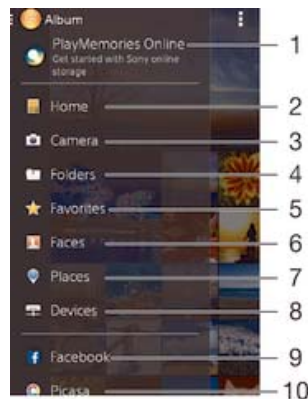 Album
PlayMemories Online
Get started with Sony online
storage
1
Home
2
Camera
3
Folders
4
Favorites
5
Faces
6
Places
7
Devices
8
Facebook
9
Picasa
10